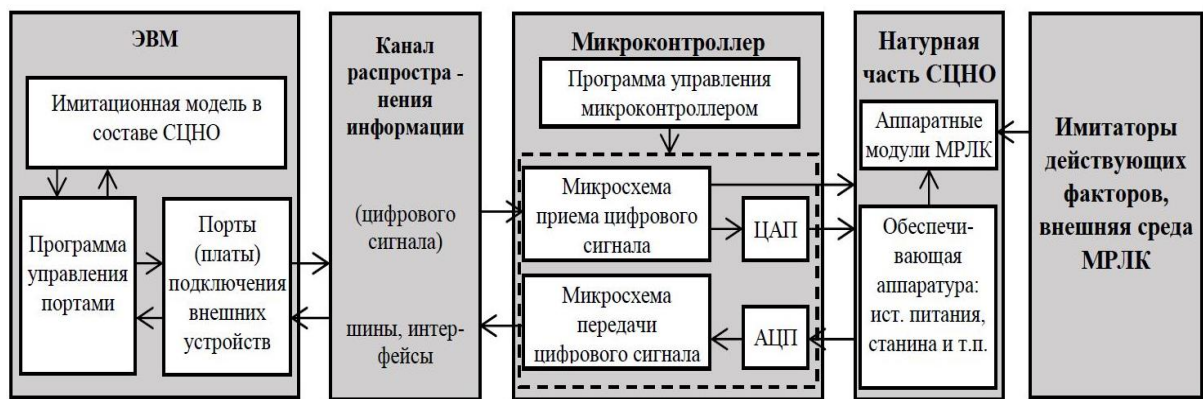 ЭВМ
Имитационная модель в
составе СЦНО
Программа
управления
портами
Порты
(платы)
подключения
внешних
устройств
Канал
распростра -
нения
информации
(цифрового
сигнала)
шины, интер-
фейсы
Микроконтроллер
Программа управления
микроконтроллером
Микросхема
приема цифрового
сигнала
ЦАП
Микросхема
передачи
цифрового сигнала
АЦП
Натурная
часть СЦНО
Аппаратные
модули МРЛК
Обеспечи-
вающая
аппаратура:
ист. питания,
станина и т.п.
Имитаторы
действующих
факторов,
внешняя среда
МРЛК